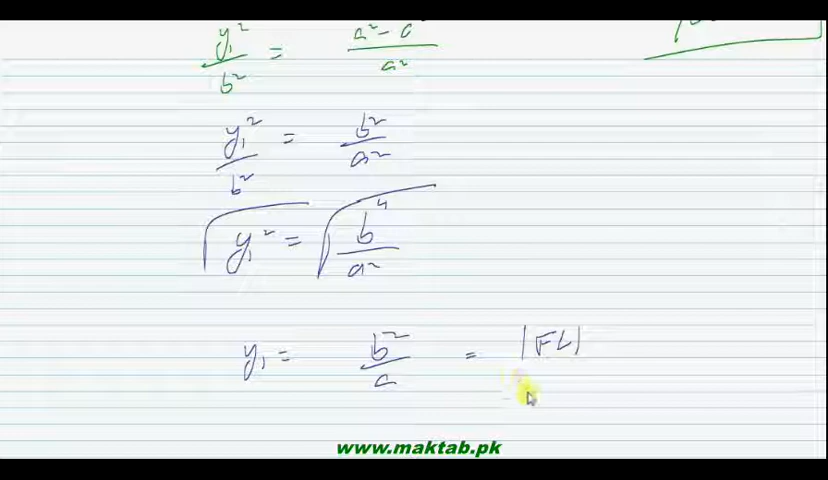 y₁²/b² = a² - c²/a²
y₁²/b² = b²/a²
√y₁² = √b⁴/a²
y₁ = b²/a = |FL|
www.maktab.pk